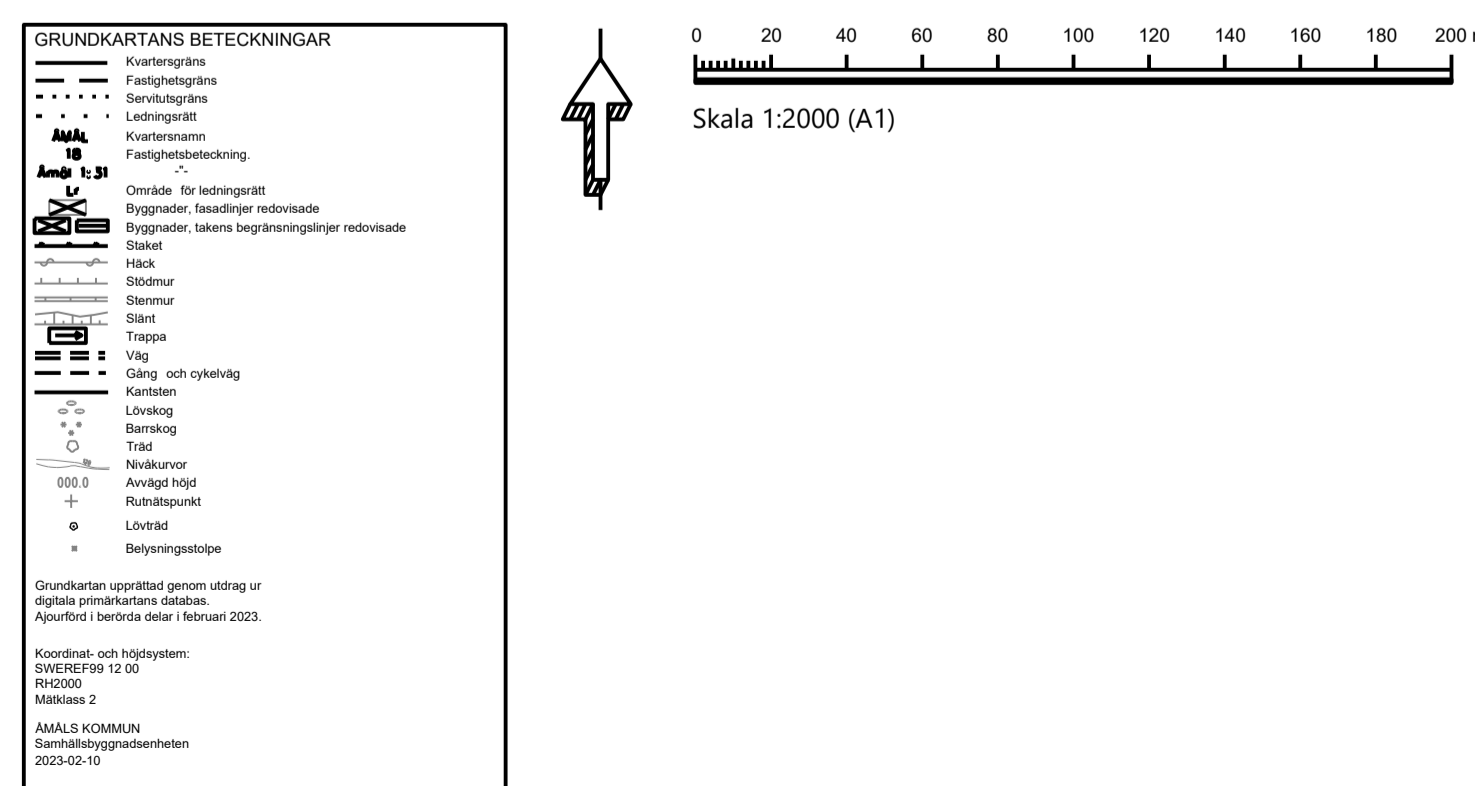 GRUNDKARTANS BETECKNINGAR
Kvartersgräns
Fastighetsgräns
Servitutsgräns
Ledningsrätt
ÅMÅL Kvartersnamn
18 Fastighetsbeteckning.
Åmål 1:31 -"-
Lr Område för ledningsrätt
Byggnader, fasadlinjer redovisade
Byggnader, takens begränsningslinjer redovisade
Staket
Häck
Stödmur
Stenmur
Slänt
Trappa
Väg
Gång och cykelväg
Kantsten
Lövskog
Barrskog
Träd
Nivåkurvor
000.0 Avvägd höjd
Rutnätspunkt
Lövträd
Belysningsstolpe
Grundkartan upprättad genom utdrag ur
digitala primärkartans databas.
Ajourförd i berörda delar i februari 2023.
Koordinat- och höjdsystem:
SWEREF99 12 00
RH2000
Mätklass 2
ÅMÅLS KOMMUN
Samhällsbyggnadsenheten
2023-02-10
0 20 40 60 80 100 120 140 160 180 200
Skala 1:2000 (A1)